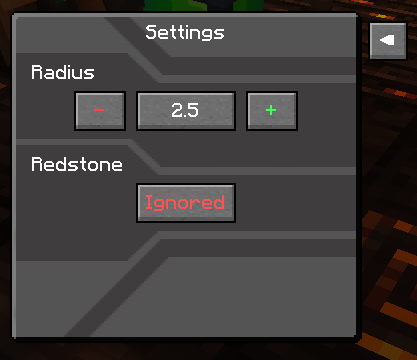 Settings
Radius
- 2.5 +
Redstone
Ignored